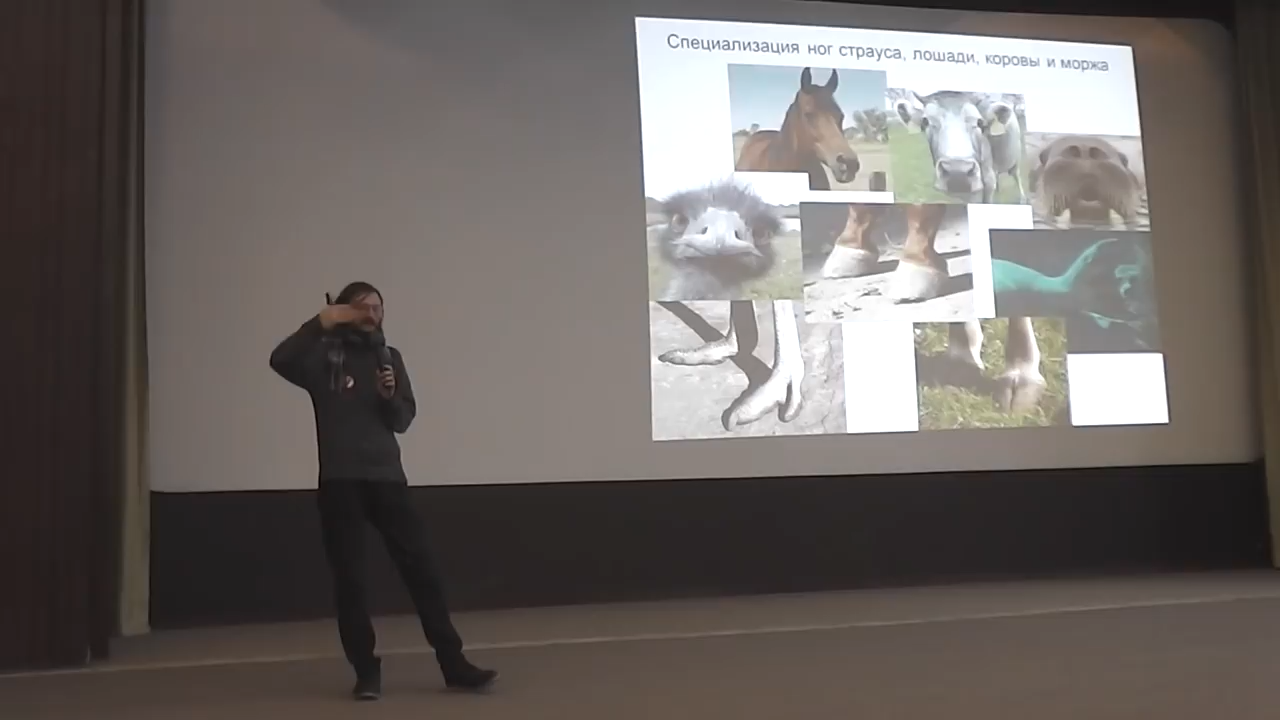 Специализация ног страуса, лошади, коровы и моржа